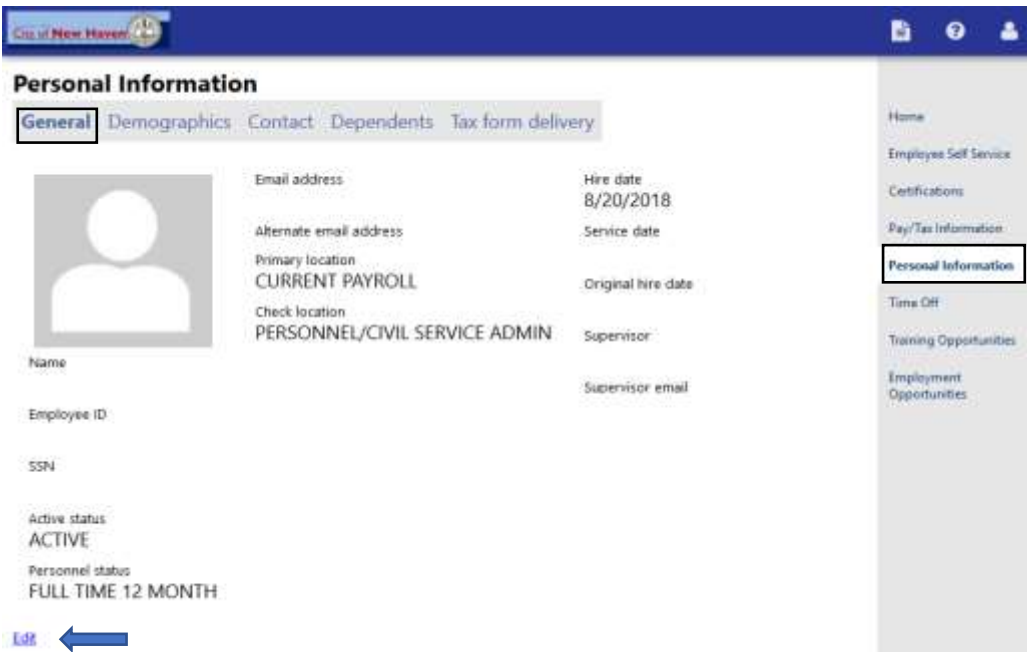 City of New Haven
Personal Information
General Demographics Contact Dependents Tax form delivery
Email address
Alternate email address
Primary location
CURRENT PAYROLL
Check location
PERSONNEL/CIVIL SERVICE ADMIN
Hire date
8/20/2018
Service date
Original hire date
Supervisor
Supervisor email
Name
Employee ID
SSN
Active status
ACTIVE
Personnel status
FULL TIME 12 MONTH
Edit
Home
Employee Self Service
Certifications
Pay/Tax Information
Personal Information
Time Off
Training Opportunities
Employment
Opportunities